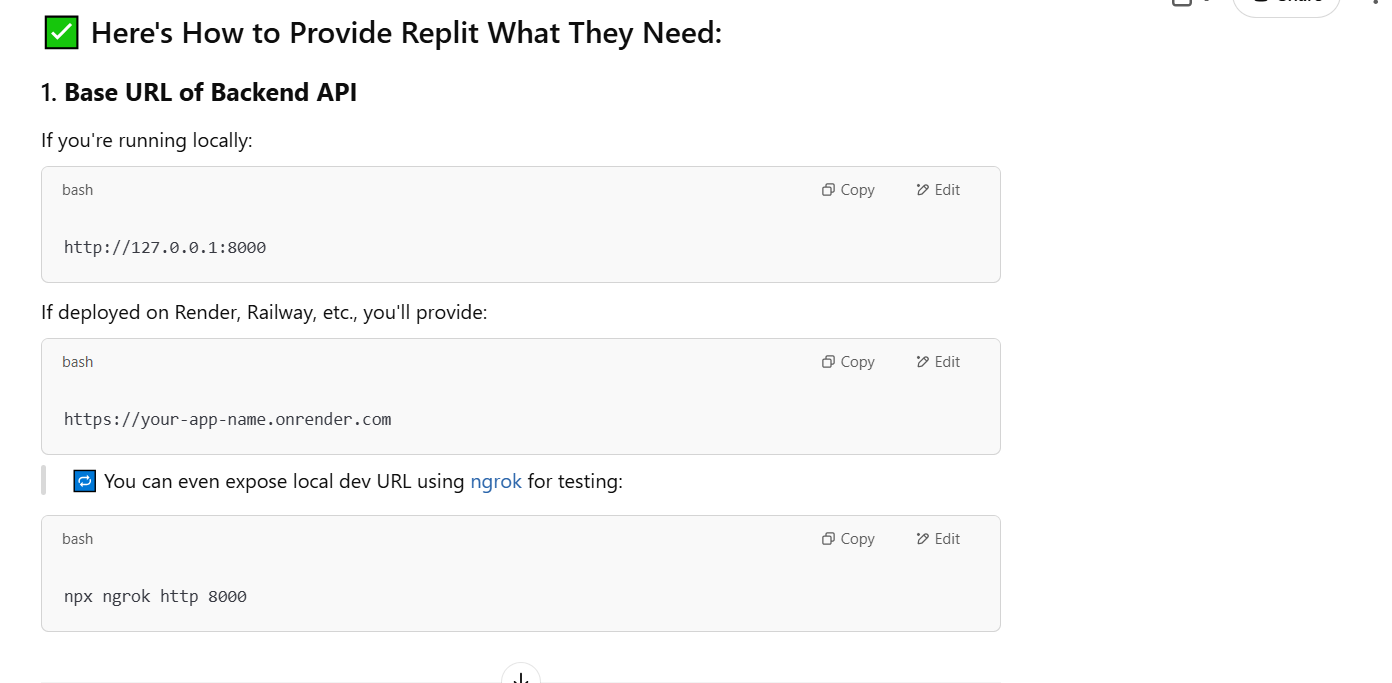 ✅ Here's How to Provide Replit What They Need:
1. Base URL of Backend API
If you're running locally:
bash Copy Edit
http://127.0.0.1:8000
If deployed on Render, Railway, etc., you'll provide:
bash Copy Edit
https://your-app-name.onrender.com
🔁 You can even expose local dev URL using ngrok for testing:
bash Copy Edit
npx ngrok http 8000